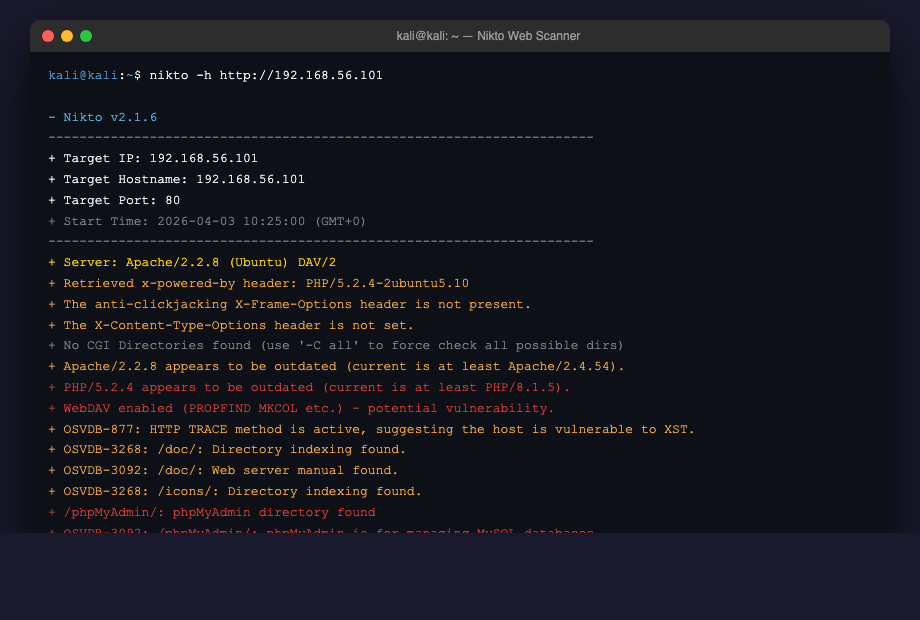 kali@kali: ~ — Nikto Web Scanner
kali@kali:~$ nikto -h http://192.168.56.101
- Nikto v2.1.6
----------------------------------------------------------------------
+ Target IP: 192.168.56.101
+ Target Hostname: 192.168.56.101
+ Target Port: 80
+ Start Time: 2026-04-03 10:25:00 (GMT+0)
----------------------------------------------------------------------
+ Server: Apache/2.2.8 (Ubuntu) DAV/2
+ Retrieved x-powered-by header: PHP/5.2.4-2ubuntu5.10
+ The anti-clickjacking X-Frame-Options header is not present.
+ The X-Content-Type-Options header is not set.
+ No CGI Directories found (use '-C all' to force check all possible dirs)
+ Apache/2.2.8 appears to be outdated (current is at least Apache/2.4.54).
+ PHP/5.2.4 appears to be outdated (current is at least PHP/8.1.5).
+ WebDAV enabled (PROPFIND MKCOL etc.) - potential vulnerability.
+ OSVDB-877: HTTP TRACE method is active, suggesting the host is vulnerable to XST.
+ OSVDB-3268: /doc/: Directory indexing found.
+ OSVDB-3092: /doc/: Web server manual found.
+ OSVDB-3268: /icons/: Directory indexing found.
+ /phpMyAdmin/: phpMyAdmin directory found
+ OSVDB-3092: /phpMyAdmin/: phpMyAdmin is for managing MySQL databases